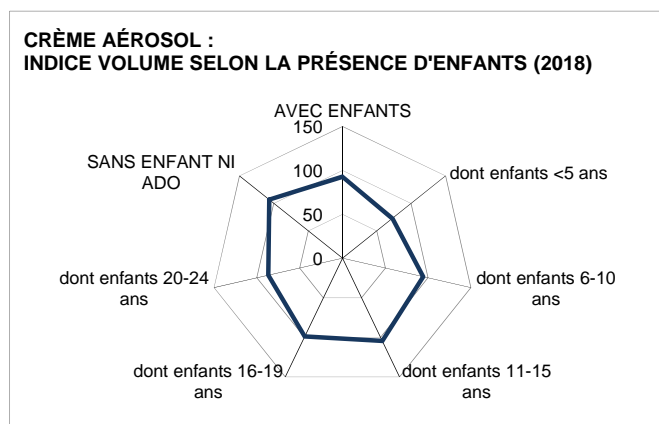 CRÈME AÉROSOL :
INDICE VOLUME SELON LA PRÉSENCE D'ENFANTS (2018)
AVEC ENFANTS
150
100
50
0
dont enfants <5 ans
dont enfants 6-10
ans
dont enfants 11-15
ans
dont enfants 16-19
ans
dont enfants 20-24
ans
SANS ENFANT NI
ADO